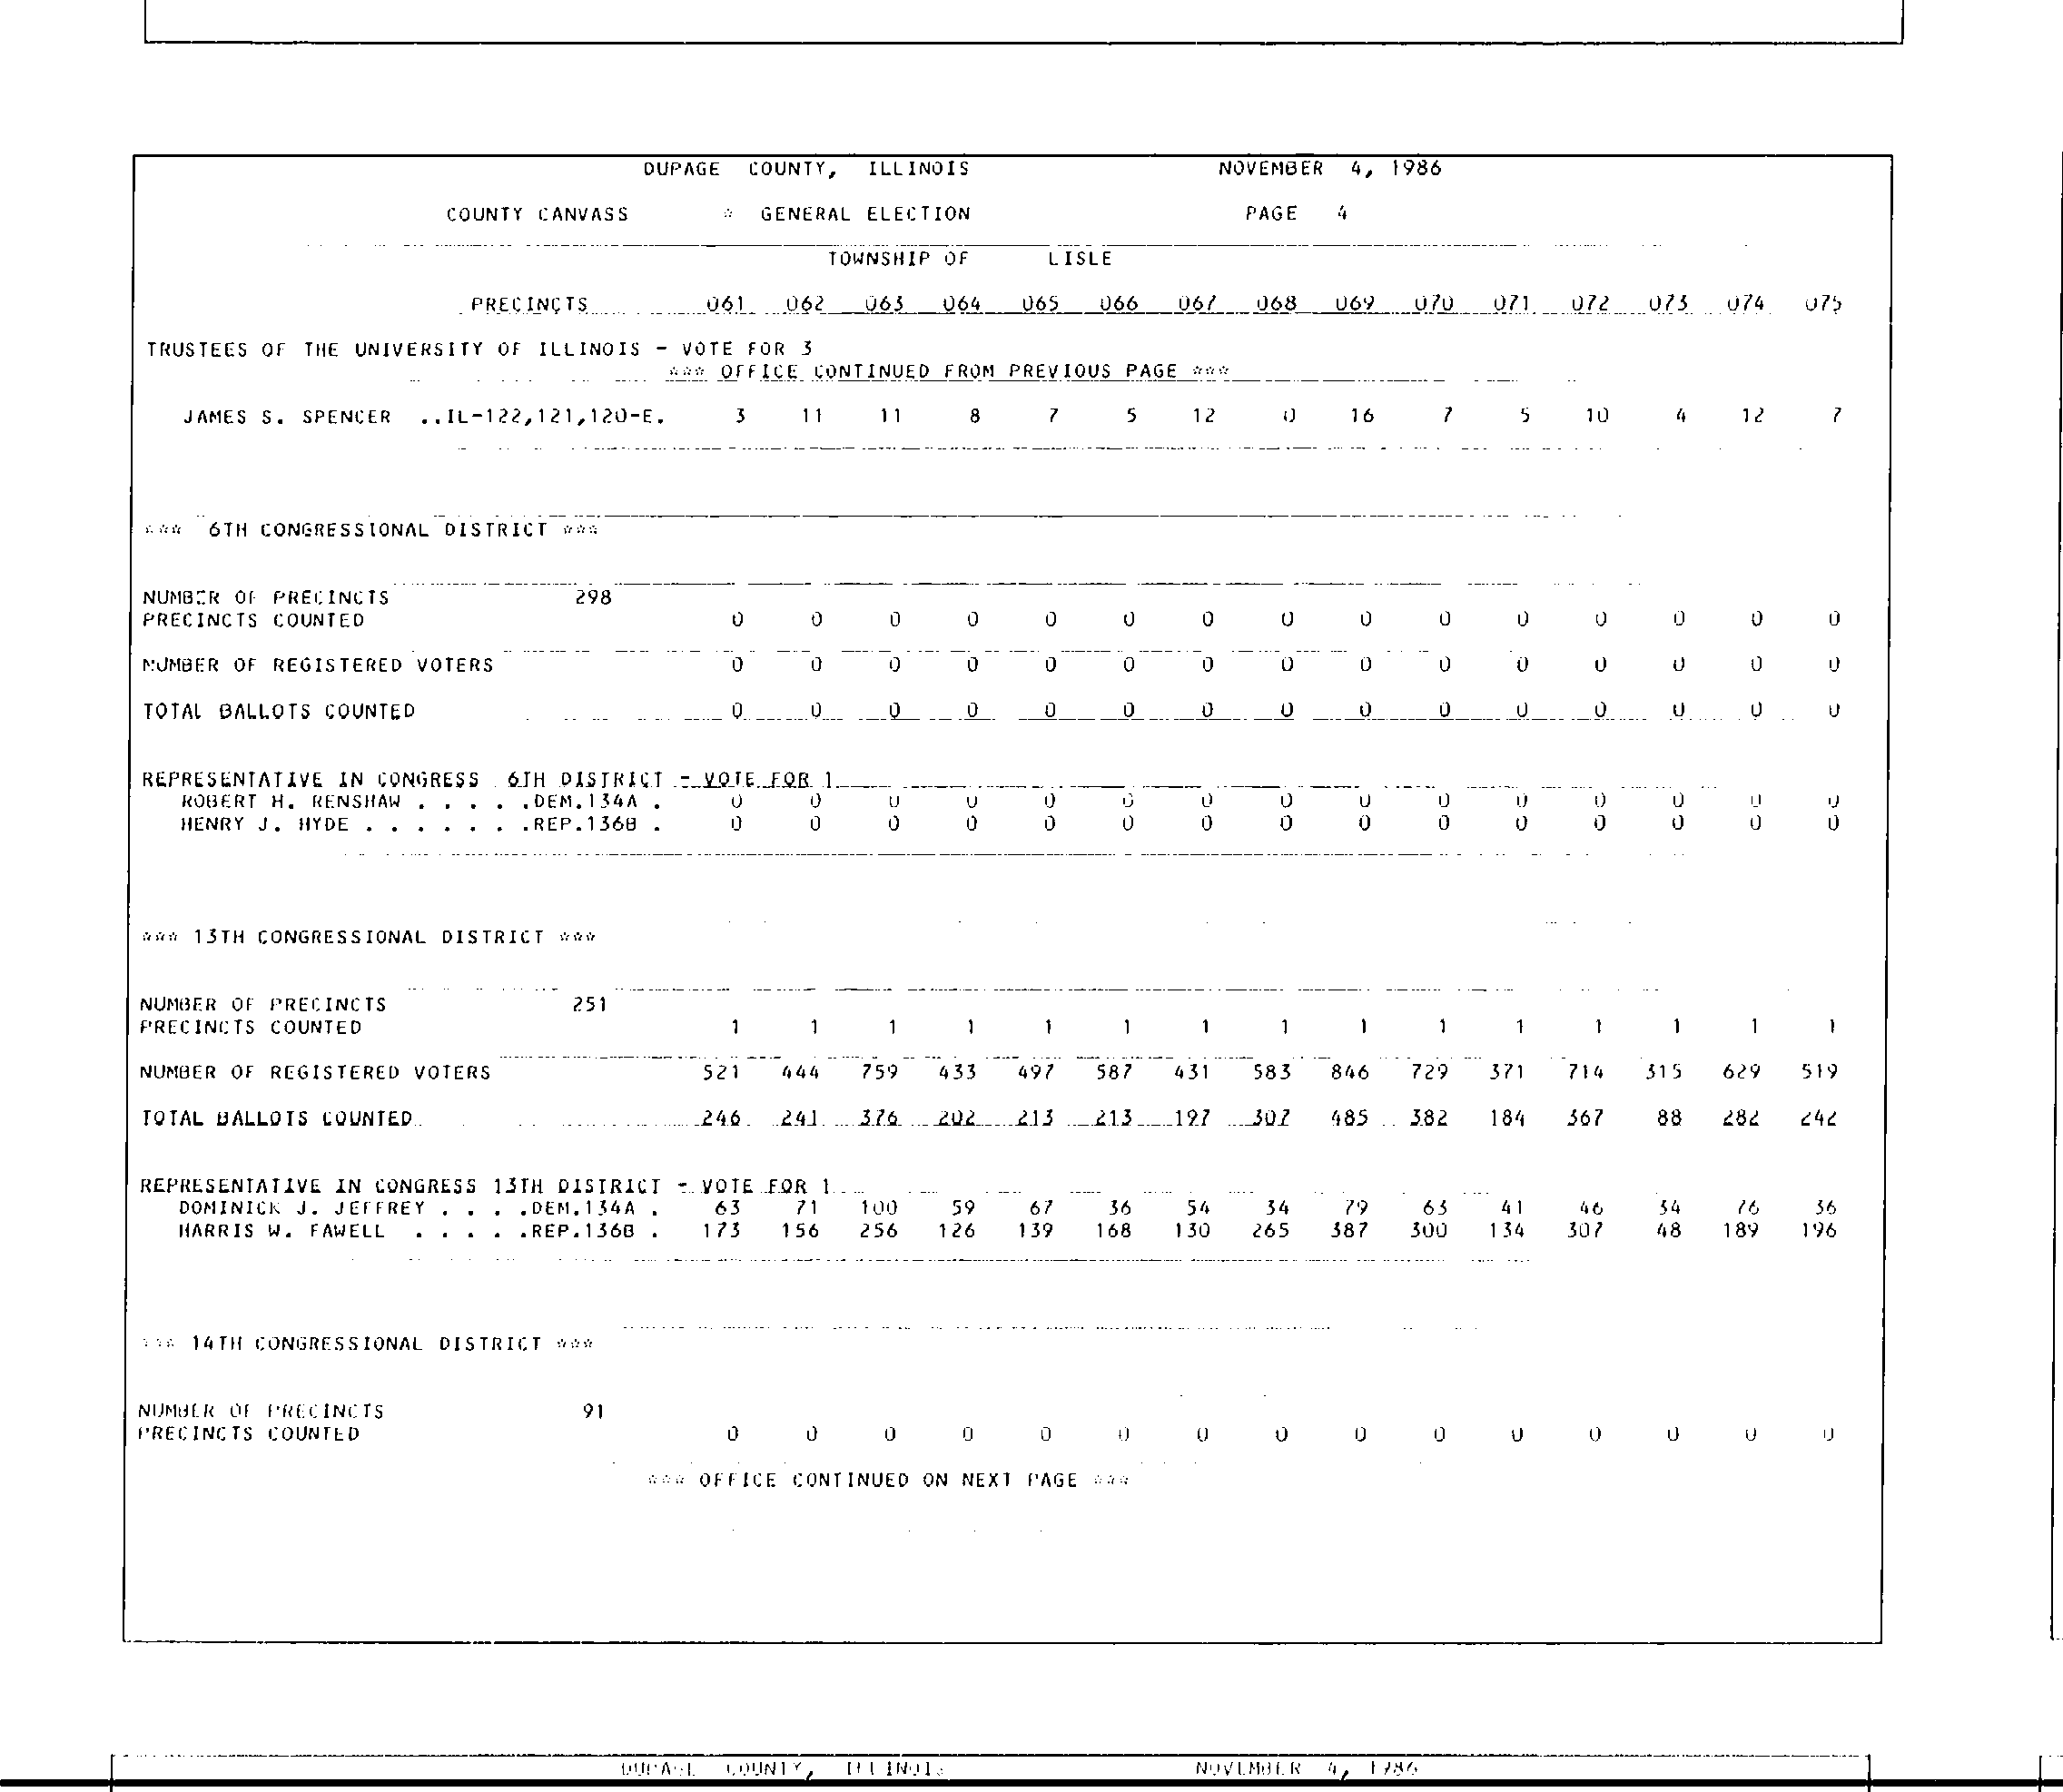 DUPAGE COUNTY, ILLINOIS NOVEMBER 4, 1986
COUNTY CANVASS * GENERAL ELECTION PAGE 4
TOWNSHIP OF LISLE
PRECINCTS 061 062 063 064 065 066 067 068 069 070 071 072 073 074 075
TRUSTEES OF THE UNIVERSITY OF ILLINOIS - VOTE FOR 3
*** OFFICE CONTINUED FROM PREVIOUS PAGE ***
JAMES S. SPENCER ..IL-122,121,120-E. 3 11 11 8 7 5 12 0 16 7 5 10 4 12 7
*** 6TH CONGRESSIONAL DISTRICT ***
NUMBER OF PRECINCTS 298
PRECINCTS COUNTED 0 0 0 0 0 0 0 0 0 0 0 0 0 0 0
NUMBER OF REGISTERED VOTERS 0 0 0 0 0 0 0 0 0 0 0 0 0 0 0
TOTAL BALLOTS COUNTED 0 0 0 0 0 0 0 0 0 0 0 0 0 0 0
REPRESENTATIVE IN CONGRESS 6TH DISTRICT - VOTE FOR 1
ROBERT H. RENSHAW . . . . .DEM.134A . 0 0 0 0 0 0 0 0 0 0 0 0 0 0 0
HENRY J. HYDE . . . . . . .REP.136B . 0 0 0 0 0 0 0 0 0 0 0 0 0 0 0
*** 13TH CONGRESSIONAL DISTRICT ***
NUMBER OF PRECINCTS 251
PRECINCTS COUNTED 1 1 1 1 1 1 1 1 1 1 1 1 1 1 1
NUMBER OF REGISTERED VOTERS 521 444 759 433 497 587 431 583 846 729 371 714 315 629 519
TOTAL BALLOTS COUNTED 246 241 376 202 213 213 197 307 485 382 184 367 88 282 242
REPRESENTATIVE IN CONGRESS 13TH DISTRICT - VOTE FOR 1
DOMINICK J. JEFFREY . . . .DEM.134A . 63 71 100 59 67 36 54 34 79 63 41 46 34 76 36
HARRIS W. FAWELL . . . . .REP.136B . 173 156 256 126 139 168 130 265 387 300 134 307 48 189 196
*** 14TH CONGRESSIONAL DISTRICT ***
NUMBER OF PRECINCTS 91
PRECINCTS COUNTED 0 0 0 0 0 0 0 0 0 0 0 0 0 0 0
*** OFFICE CONTINUED ON NEXT PAGE ***
DUPAGE COUNTY, ILLINOIS NOVEMBER 4, 1986